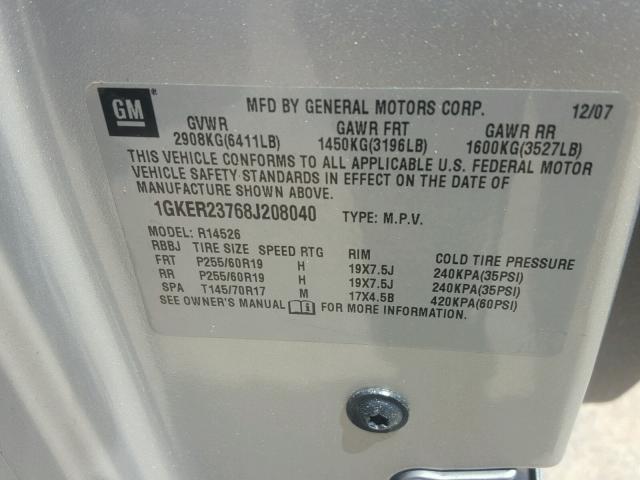 GM
MFD BY GENERAL MOTORS CORP. 12/07
GVWR GAWR FRT GAWR RR
2908KG(6411LB) 1450KG(3196LB) 1600KG(3527LB)
THIS VEHICLE CONFORMS TO ALL APPLICABLE U.S. FEDERAL MOTOR
VEHICLE SAFETY STANDARDS IN EFFECT ON THE DATE OF
MANUFACTURE SHOWN ABOVE.
1GKER23768J208040 TYPE: M.P.V.
MODEL: R14526
RBBJ TIRE SIZE SPEED RTG RIM COLD TIRE PRESSURE
FRT P255/60R19 H 19X7.5J 240KPA(35PSI)
RR P255/60R19 H 19X7.5J 240KPA(35PSI)
SPA T145/70R17 M 17X4.5B 420KPA(60PSI)
SEE OWNER'S MANUAL i FOR MORE INFORMATION.